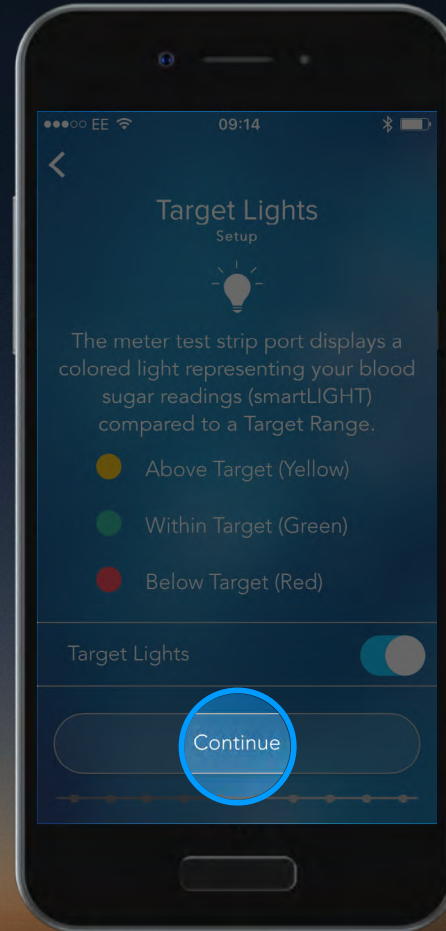 EE 09:14
Target Lights
Setup
The meter test strip port displays a
colored light representing your blood
sugar readings (smartLIGHT)
compared to a Target Range.
Above Target (Yellow)
Within Target (Green)
Below Target (Red)
Target Lights
Continue